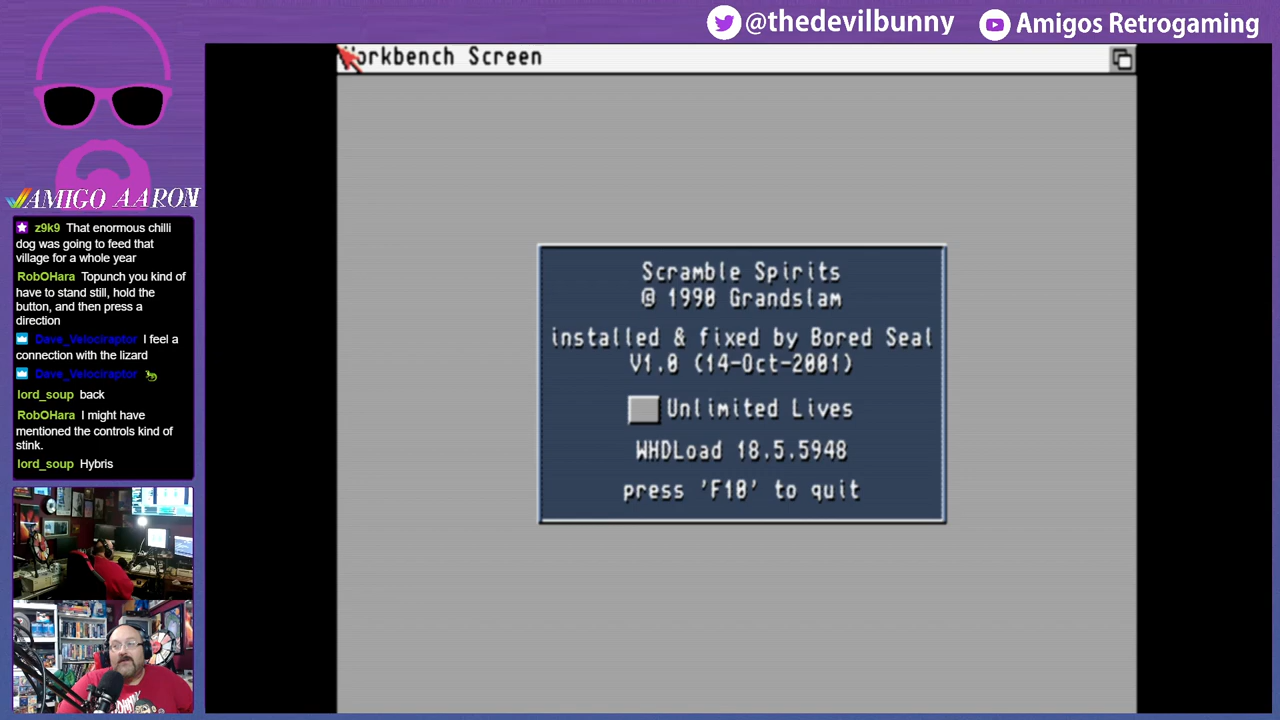 @thedevilbunny
Amigos Retrogaming
AMIGO AARON
z9k9 That enormous chilli
dog was going to feed that
village for a whole year
RobOHara Topunch you kind of
have to stand still, hold the
button, and then press a
direction
Dave_Velociraptor I feel a
connection with the lizard
Dave_Velociraptor
lord_soup back
RobOHara I might have
mentioned the controls kind of
stink.
lord_soup Hybris
orkbench Screen
Scramble Spirits
@ 1990 Grandslam
installed & fixed by Bored Seal
V1.0 (14-Oct-2001)
Unlimited Lives
WHDLoad 18.5.5948
press 'F10' to quit